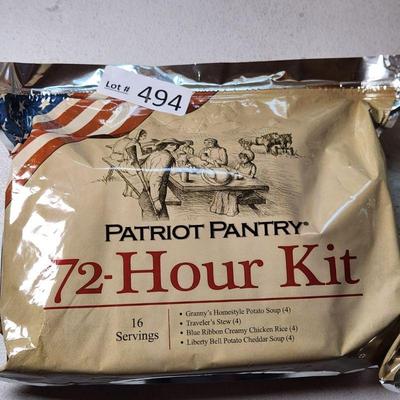 Lot # 494
PATRIOT PANTRY®
72-Hour Kit
16
Servings
• Granny's Homestyle Potato Soup (4)
• Traveler's Stew (4)
• Blue Ribbon Creamy Chicken Rice (4)
• Liberty Bell Potato Cheddar Soup (4)